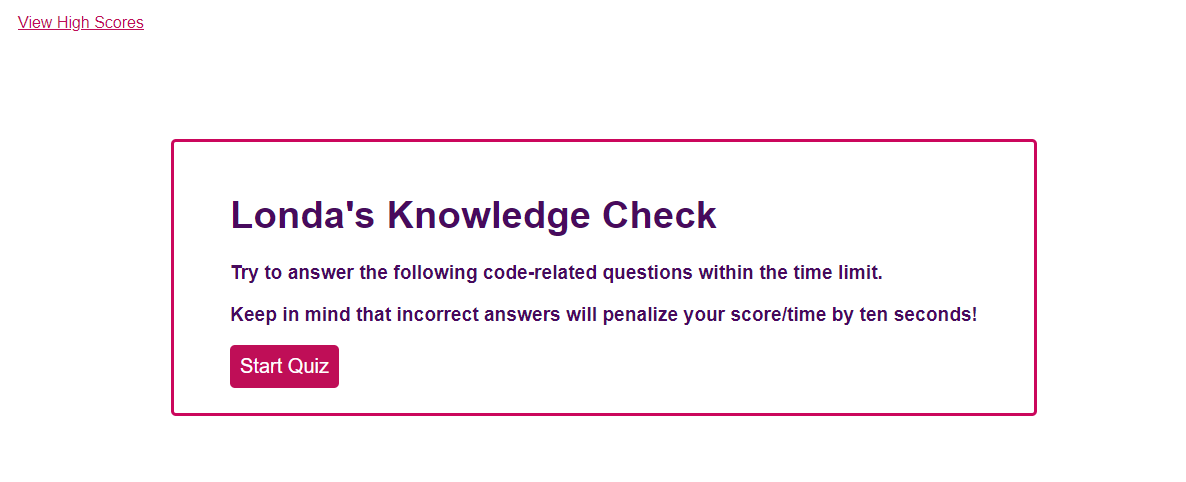 View High Scores
Londa's Knowledge Check
Try to answer the following code-related questions within the time limit.
Keep in mind that incorrect answers will penalize your score/time by ten seconds!
Start Quiz